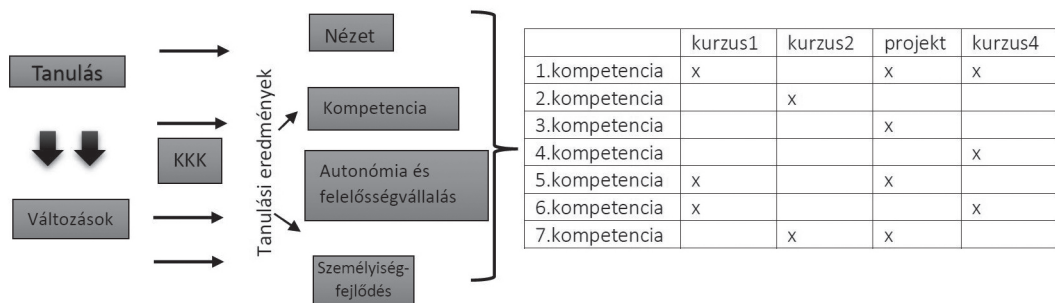 Tanulás
Változások
KKK
Tanulási eredmények
Nézet
Kompetencia
Autonómia és
felelősségvállalás
Személyiség-
fejlődés
kurzus1 kurzus2 projekt kurzus4
1.kompetencia x x x
2.kompetencia x
3.kompetencia x
4.kompetencia x
5.kompetencia x x
6.kompetencia x x
7.kompetencia x x